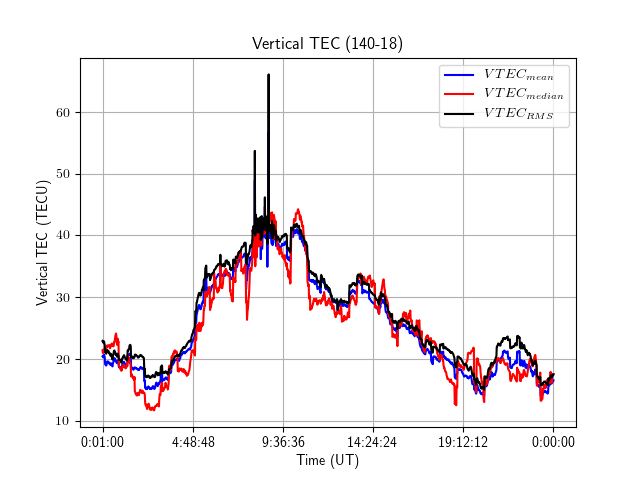 Vertical TEC (140-18)
VTEC_mean
VTEC_median
VTEC_RMS
Vertical TEC (TECU)
60
50
40
30
20
10
0:01:00 4:48:48 9:36:36 14:24:24 19:12:12 0:00:00
Time (UT)